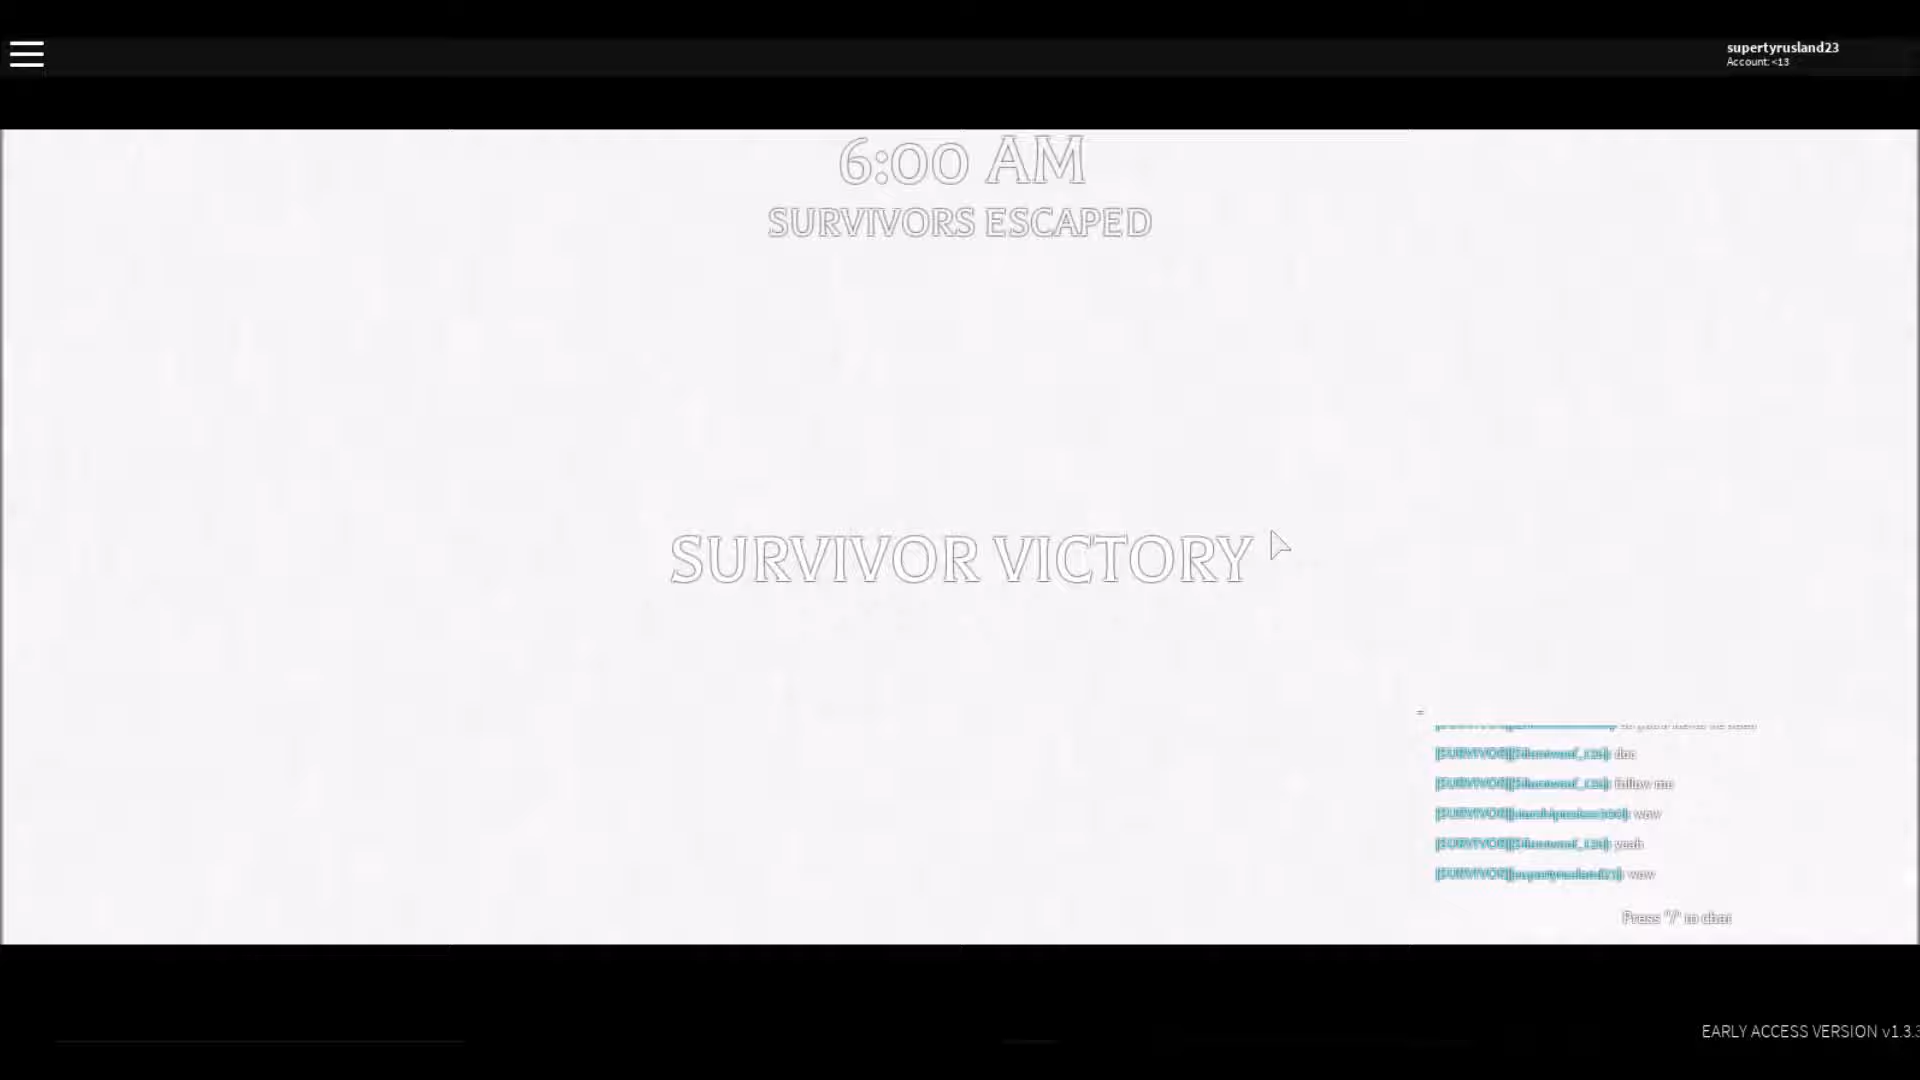 supertyrusland23
Account: <13
6:00 AM
SURVIVORS ESCAPED
SURVIVOR VICTORY
[SURVIVOR] doc
[SURVIVOR] follow me
[SURVIVOR] wow
[SURVIVOR] yeah
[SURVIVOR][supertyrusland23]: wow
Press "/" to chat
EARLY ACCESS VERSION v1.3.3